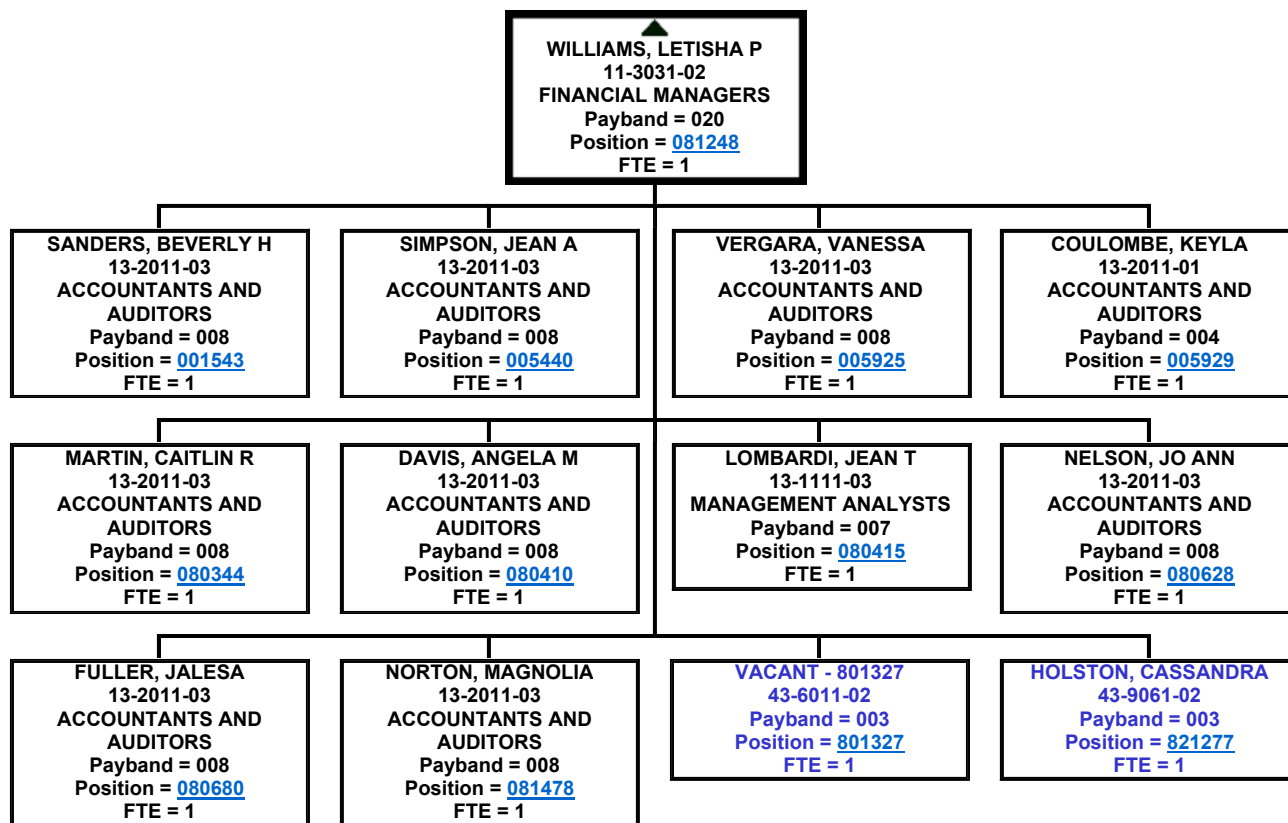 WILLIAMS, LETISHA P
11-3031-02
FINANCIAL MANAGERS
Payband = 020
Position = 081248
FTE = 1
SANDERS, BEVERLY H
13-2011-03
ACCOUNTANTS AND
AUDITORS
Payband = 008
Position = 001543
FTE = 1
SIMPSON, JEAN A
13-2011-03
ACCOUNTANTS AND
AUDITORS
Payband = 008
Position = 005440
FTE = 1
VERGARA, VANESSA
13-2011-03
ACCOUNTANTS AND
AUDITORS
Payband = 008
Position = 005925
FTE = 1
COULOMBE, KEYLA
13-2011-01
ACCOUNTANTS AND
AUDITORS
Payband = 004
Position = 005929
FTE = 1
MARTIN, CAITLIN R
13-2011-03
ACCOUNTANTS AND
AUDITORS
Payband = 008
Position = 080344
FTE = 1
DAVIS, ANGELA M
13-2011-03
ACCOUNTANTS AND
AUDITORS
Payband = 008
Position = 080410
FTE = 1
LOMBARDI, JEAN T
13-1111-03
MANAGEMENT ANALYSTS
Payband = 007
Position = 080415
FTE = 1
NELSON, JO ANN
13-2011-03
ACCOUNTANTS AND
AUDITORS
Payband = 008
Position = 080628
FTE = 1
FULLER, JALESA
13-2011-03
ACCOUNTANTS AND
AUDITORS
Payband = 008
Position = 080680
FTE = 1
NORTON, MAGNOLIA
13-2011-03
ACCOUNTANTS AND
AUDITORS
Payband = 008
Position = 081478
FTE = 1
VACANT - 801327
43-6011-02
Payband = 003
Position = 801327
FTE = 1
HOLSTON, CASSANDRA
43-9061-02
Payband = 003
Position = 821277
FTE = 1